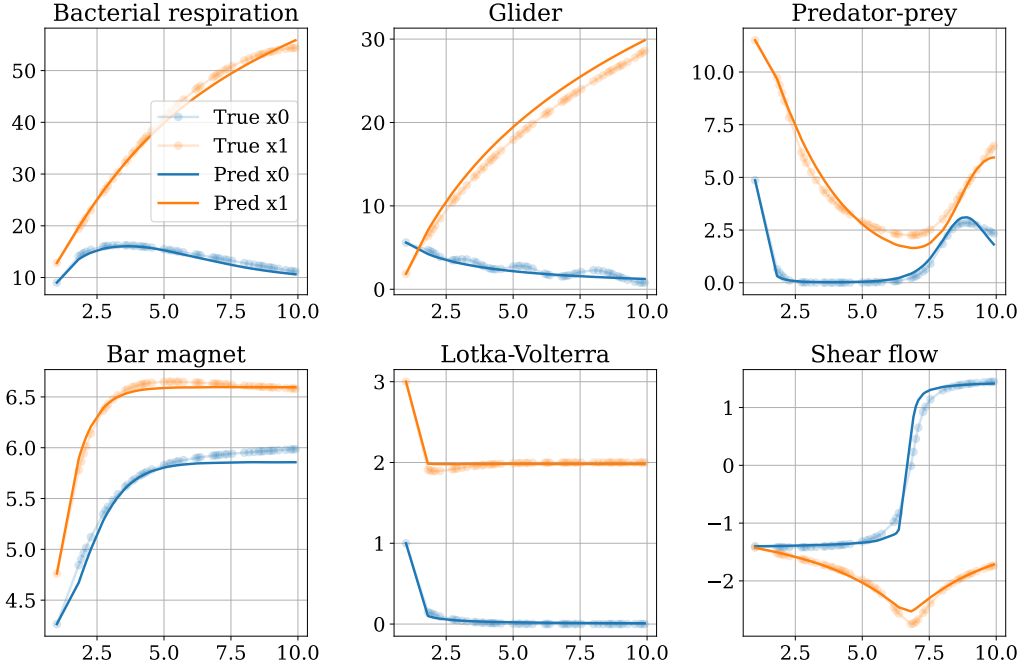 Bacterial respiration
50
40
30
20
10
2.5 5.0 7.5 10.0
True x0
True x1
Pred x0
Pred x1
Glider
30
20
10
0
2.5 5.0 7.5 10.0
Predator-prey
10.0
7.5
5.0
2.5
0.0
2.5 5.0 7.5 10.0
Bar magnet
6.5
6.0
5.5
5.0
4.5
2.5 5.0 7.5 10.0
Lotka-Volterra
3
2
1
0
2.5 5.0 7.5 10.0
Shear flow
1
0
−1
−2
2.5 5.0 7.5 10.0